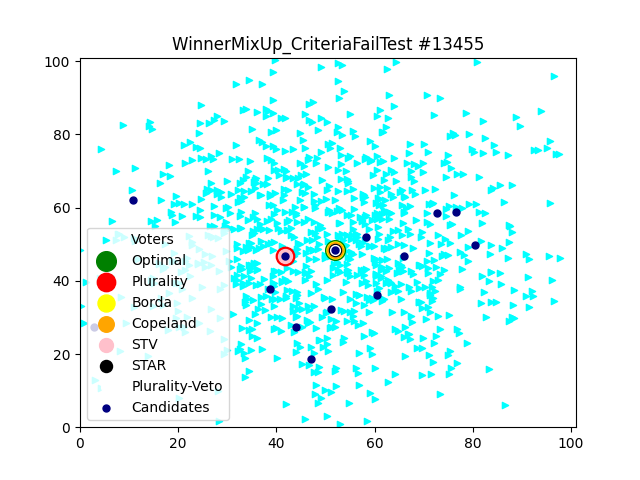 WinnerMixUp_CriteriaFailTest #13455
100
80
60
40
20
0
Voters
Optimal
Plurality
Borda
Copeland
STV
STAR
Plurality-Veto
Candidates
0 20 40 60 80 100